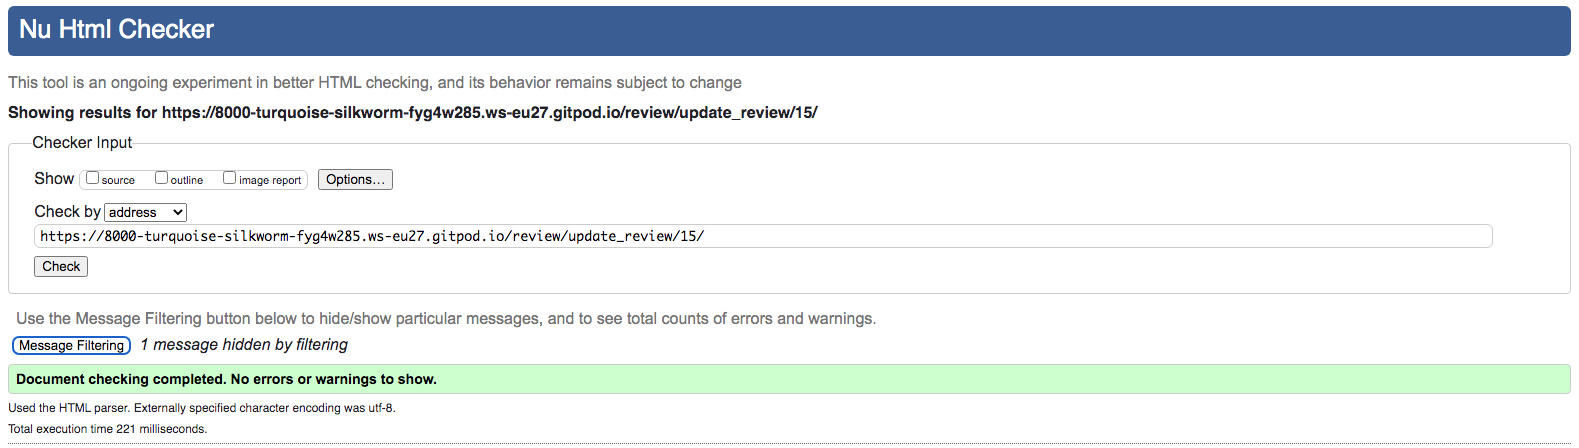 Nu Html Checker
This tool is an ongoing experiment in better HTML checking, and its behavior remains subject to change
Showing results for https://8000-turquoise-silkworm-fyg4w285.ws-eu27.gitpod.io/review/update_review/15/
Checker Input
Show source outline image report Options...
Check by address
https://8000-turquoise-silkworm-fyg4w285.ws-eu27.gitpod.io/review/update_review/15/
Check
Use the Message Filtering button below to hide/show particular messages, and to see total counts of errors and warnings.
Message Filtering 1 message hidden by filtering
Document checking completed. No errors or warnings to show.
Used the HTML parser. Externally specified character encoding was utf-8.
Total execution time 221 milliseconds.